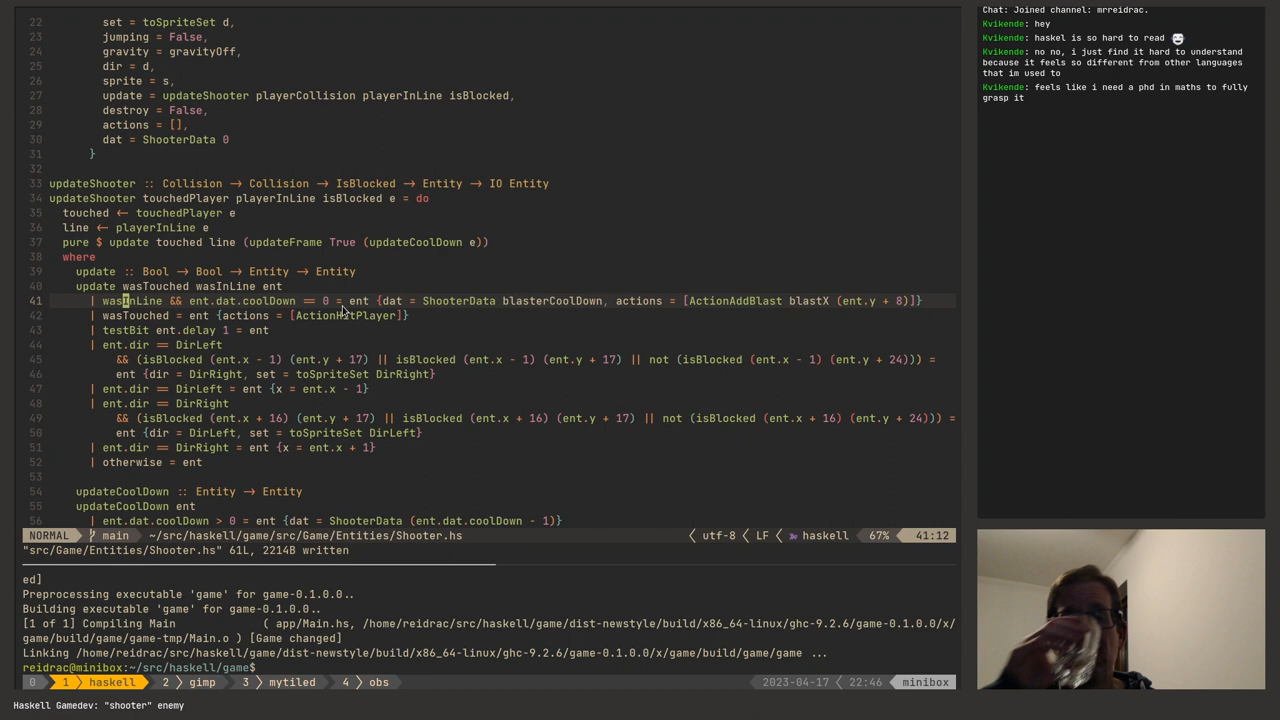 22         set = toSpriteSet d,
23         jumping = False,
24         gravity = gravityOff,
25         dir = d,
26         sprite = s,
27         update = updateShooter playerCollision playerInLine isBlocked,
28         destroy = False,
29         actions = [],
30         dat = ShooterData 0
31       }
32
33 updateShooter :: Collision → Collision → IsBlocked → Entity → IO Entity
34 updateShooter touchedPlayer playerInLine isBlocked e = do
35   touched ← touchedPlayer e
36   line ← playerInLine e
37   pure $ update touched line (updateFrame True (updateCoolDown e))
38   where
39     update :: Bool → Bool → Entity → Entity
40     update wasTouched wasInLine ent
41       | wasInLine && ent.dat.coolDown == 0 = ent {dat = ShooterData blasterCoolDown, actions = [ActionAddBlast blastX (ent.y + 8)]}
42       | wasTouched = ent {actions = [ActionHitPlayer]}
43       | testBit ent.delay 1 = ent
44       | ent.dir == DirLeft
45           && (isBlocked (ent.x - 1) (ent.y + 17) || isBlocked (ent.x - 1) (ent.y + 17) || not (isBlocked (ent.x - 1) (ent.y + 24))) =
46           ent {dir = DirRight, set = toSpriteSet DirRight}
47       | ent.dir == DirLeft = ent {x = ent.x - 1}
48       | ent.dir == DirRight
49           && (isBlocked (ent.x + 16) (ent.y + 17) || isBlocked (ent.x + 16) (ent.y + 17) || not (isBlocked (ent.x + 16) (ent.y + 24))) =
50           ent {dir = DirLeft, set = toSpriteSet DirLeft}
51       | ent.dir == DirRight = ent {x = ent.x + 1}
52       | otherwise = ent
53
54     updateCoolDown :: Entity → Entity
55     updateCoolDown ent
56       | ent.dat.coolDown > 0 = ent {dat = ShooterData (ent.dat.coolDown - 1)}
NORMAL main ~/src/haskell/game/src/Game/Entities/Shooter.hs utf-8 LF haskell 67% 41:12
"src/Game/Entities/Shooter.hs" 61L, 2214B written
ed]
Preprocessing executable 'game' for game-0.1.0.0..
Building executable 'game' for game-0.1.0.0..
[1 of 1] Compiling Main             ( app/Main.hs, /home/reidrac/src/haskell/game/dist-newstyle/build/x86_64-linux/ghc-9.2.6/game-0.1.0.0/x/
game/build/game/game-tmp/Main.o ) [Game changed]
Linking /home/reidrac/src/haskell/game/dist-newstyle/build/x86_64-linux/ghc-9.2.6/game-0.1.0.0/x/game/build/game/game ...
reidrac@minibox:~/src/haskell/game$
0 1 haskell 2 gimp 3 mytiled 4 obs 2023-04-17 22:46 minibox
Haskell Gamedev: "shooter" enemy
Chat: Joined channel: mrreidrac.
Kvikende: hey
Kvikende: haskel is so hard to read
Kvikende: no no, i just find it hard to understand
because it feels so different from other languages
that im used to
Kvikende: feels like i need a phd in maths to fully
grasp it